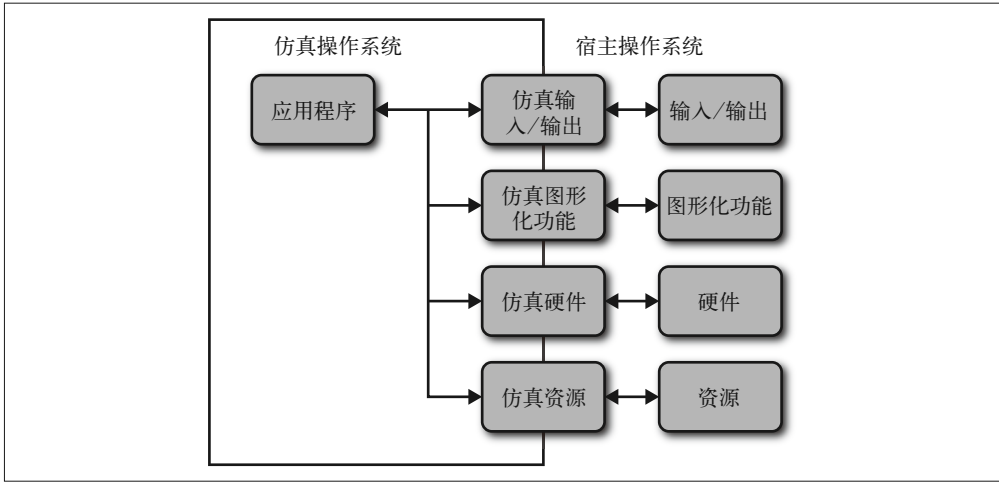 仿真操作系统
宿主操作系统
应用程序
仿真输
入/输出
输入/输出
仿真图形
化功能
图形化功能
仿真硬件
硬件
仿真资源
资源